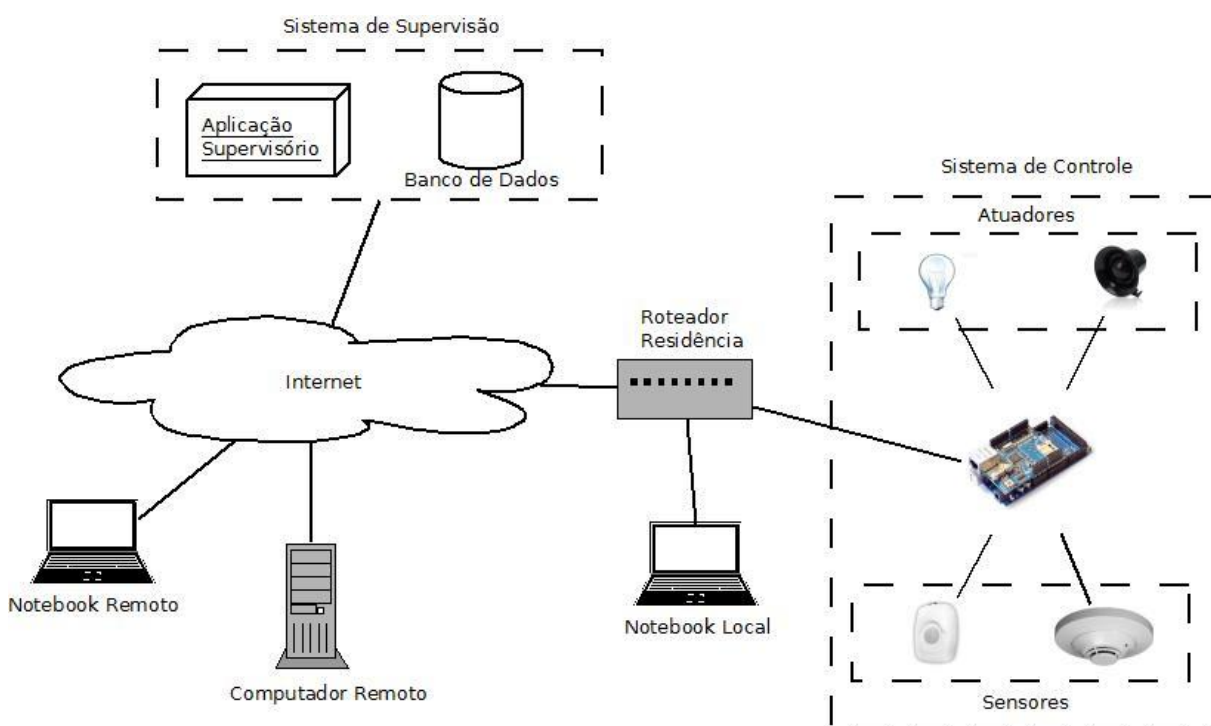 Sistema de Supervisão
Aplicação
Supervisório
Banco de Dados
Sistema de Controle
Atuadores
Roteador
Residência
Internet
Notebook Remoto
Computador Remoto
Notebook Local
Sensores